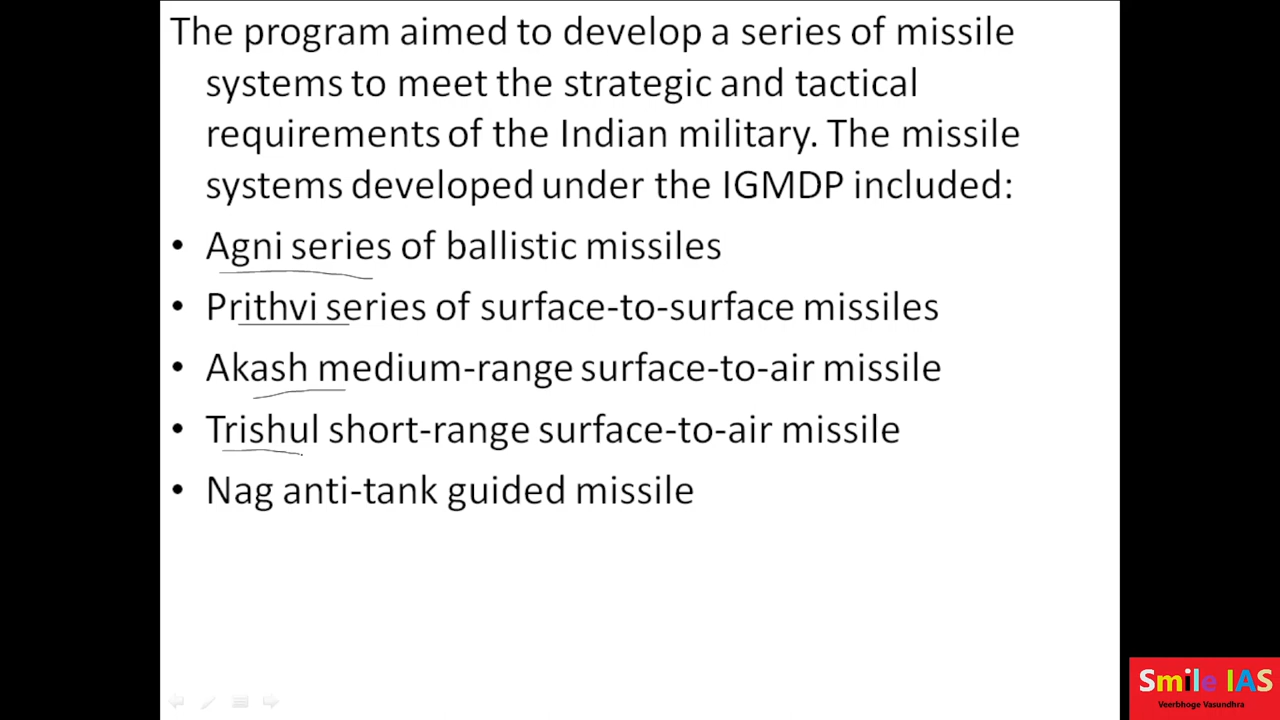 The program aimed to develop a series of missile
systems to meet the strategic and tactical
requirements of the Indian military. The missile
systems developed under the IGMDP included:
• Agni series of ballistic missiles
• Prithvi series of surface-to-surface missiles
• Akash medium-range surface-to-air missile
• Trishul short-range surface-to-air missile
• Nag anti-tank guided missile
Smile IAS
Veerbhoge Vasundhra